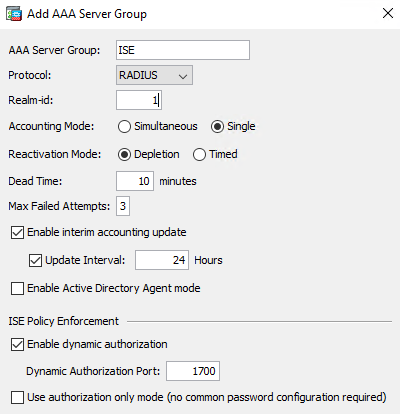 Add AAA Server Group
AAA Server Group: ISE
Protocol: RADIUS
Realm-id: 1
Accounting Mode: Simultaneous Single
Reactivation Mode: Depletion Timed
Dead Time: 10 minutes
Max Failed Attempts: 3
Enable interim accounting update
Update Interval: 24 Hours
Enable Active Directory Agent mode
ISE Policy Enforcement
Enable dynamic authorization
Dynamic Authorization Port: 1700
Use authorization only mode (no common password configuration required)